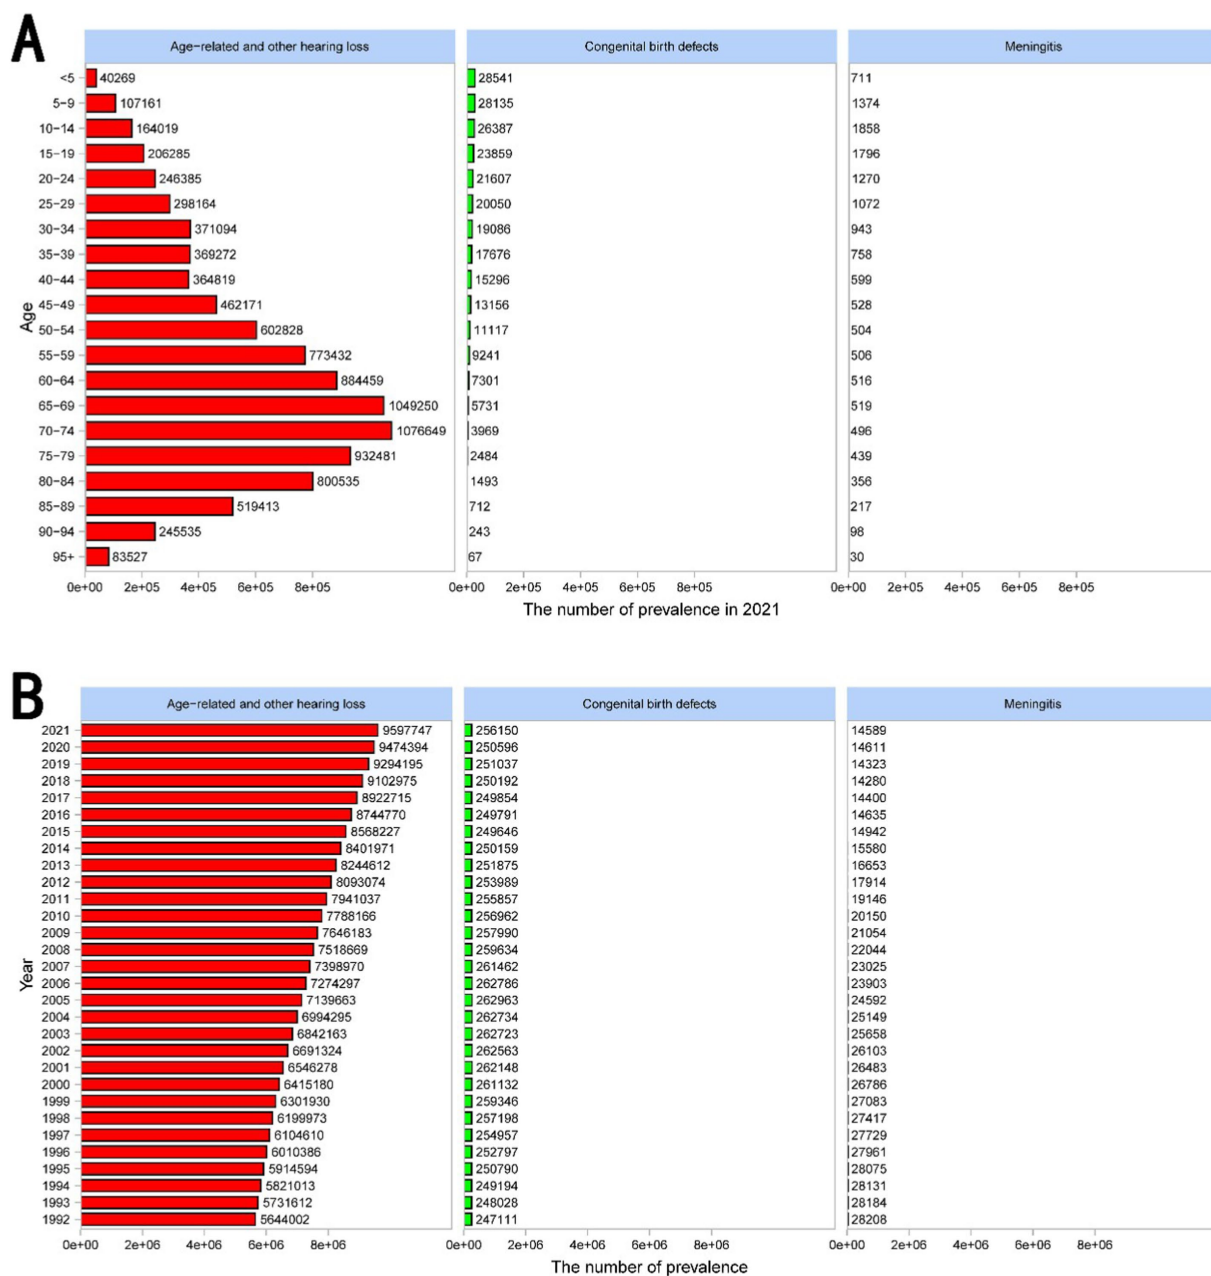 A
Age-related and other hearing loss Congenital birth defects Meningitis
Age
<5 40269 28541 711
5-9 107161 28135 1374
10-14 164019 26387 1858
15-19 206285 23859 1796
20-24 246385 21607 1270
25-29 298164 20050 1072
30-34 371094 19086 943
35-39 369272 17676 758
40-44 364819 15296 599
45-49 462171 13156 528
50-54 602828 11117 504
55-59 773432 9241 506
60-64 884459 7301 516
65-69 1049250 5731 519
70-74 1076649 3969 496
75-79 932481 2484 439
80-84 800535 1493 356
85-89 519413 712 217
90-94 245535 243 98
95+ 83527 67 30
0e+00 2e+05 4e+05 6e+05 8e+05 0e+00 2e+05 4e+05 6e+05 8e+05 0e+00 2e+05 4e+05 6e+05 8e+05
The number of prevalence in 2021
B
Age-related and other hearing loss Congenital birth defects Meningitis
Year
2021 9597747 256150 14589
2020 9474394 250596 14611
2019 9294195 251037 14323
2018 9102975 250192 14280
2017 8922715 249854 14400
2016 8744770 249791 14635
2015 8568227 249646 14942
2014 8401971 250159 15580
2013 8244612 251875 16653
2012 8093074 253989 17914
2011 7941037 255857 19146
2010 7788166 256962 20150
2009 7646183 257990 21054
2008 7518669 259634 22044
2007 7398970 261462 23025
2006 7274297 262786 23903
2005 7139663 262963 24592
2004 6994295 262734 25149
2003 6842163 262723 25658
2002 6691324 262563 26103
2001 6546278 262148 26483
2000 6415180 261132 26786
1999 6301930 259346 27083
1998 6199973 257198 27417
1997 6104610 254957 27729
1996 6010386 252797 27961
1995 5914594 250790 28075
1994 5821013 249194 28131
1993 5731612 248028 28184
1992 5644002 247111 28208
0e+00 2e+06 4e+06 6e+06 8e+06 0e+00 2e+06 4e+06 6e+06 8e+06 0e+00 2e+06 4e+06 6e+06 8e+06
The number of prevalence